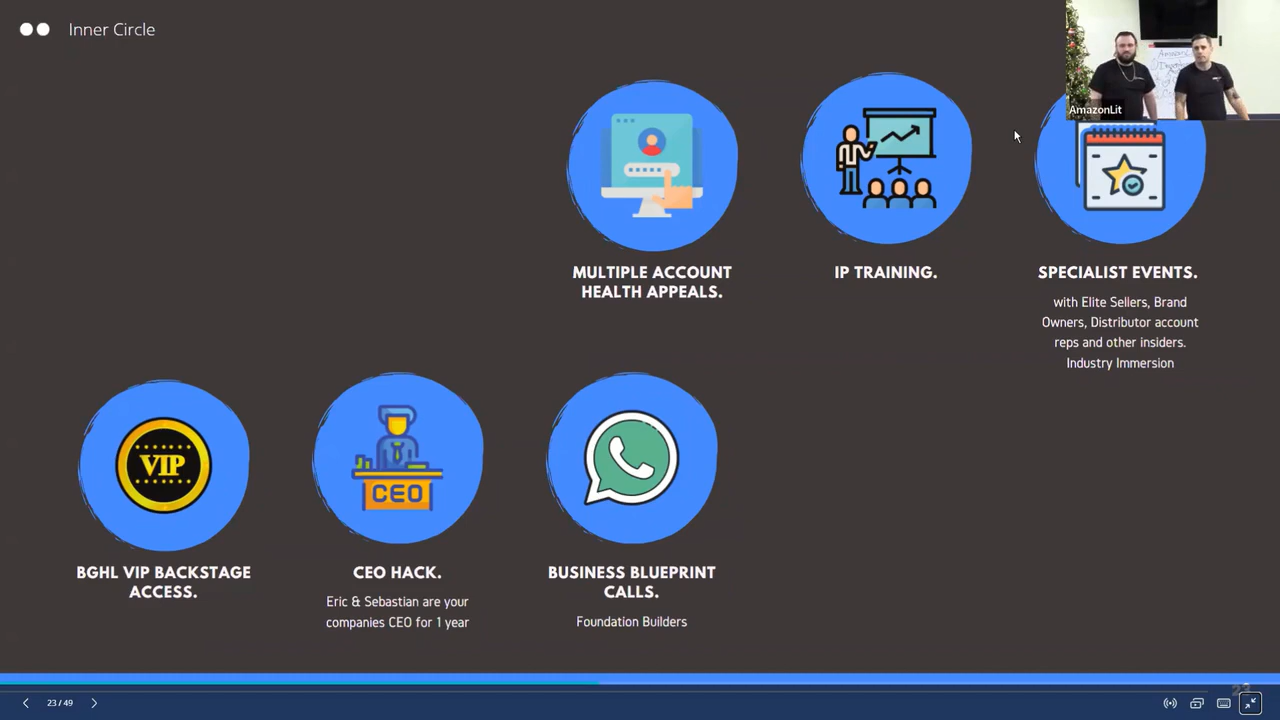 Inner Circle
AmazonLit
MULTIPLE ACCOUNT
HEALTH APPEALS.
IP TRAINING.
SPECIALIST EVENTS.
with Elite Sellers, Brand
Owners, Distributor account
reps and other insiders.
Industry Immersion
VIP
BGHL VIP BACKSTAGE
ACCESS.
CEO
CEO HACK.
Eric & Sebastian are your
companies CEO for 1 year
BUSINESS BLUEPRINT
CALLS.
Foundation Builders
23 / 49